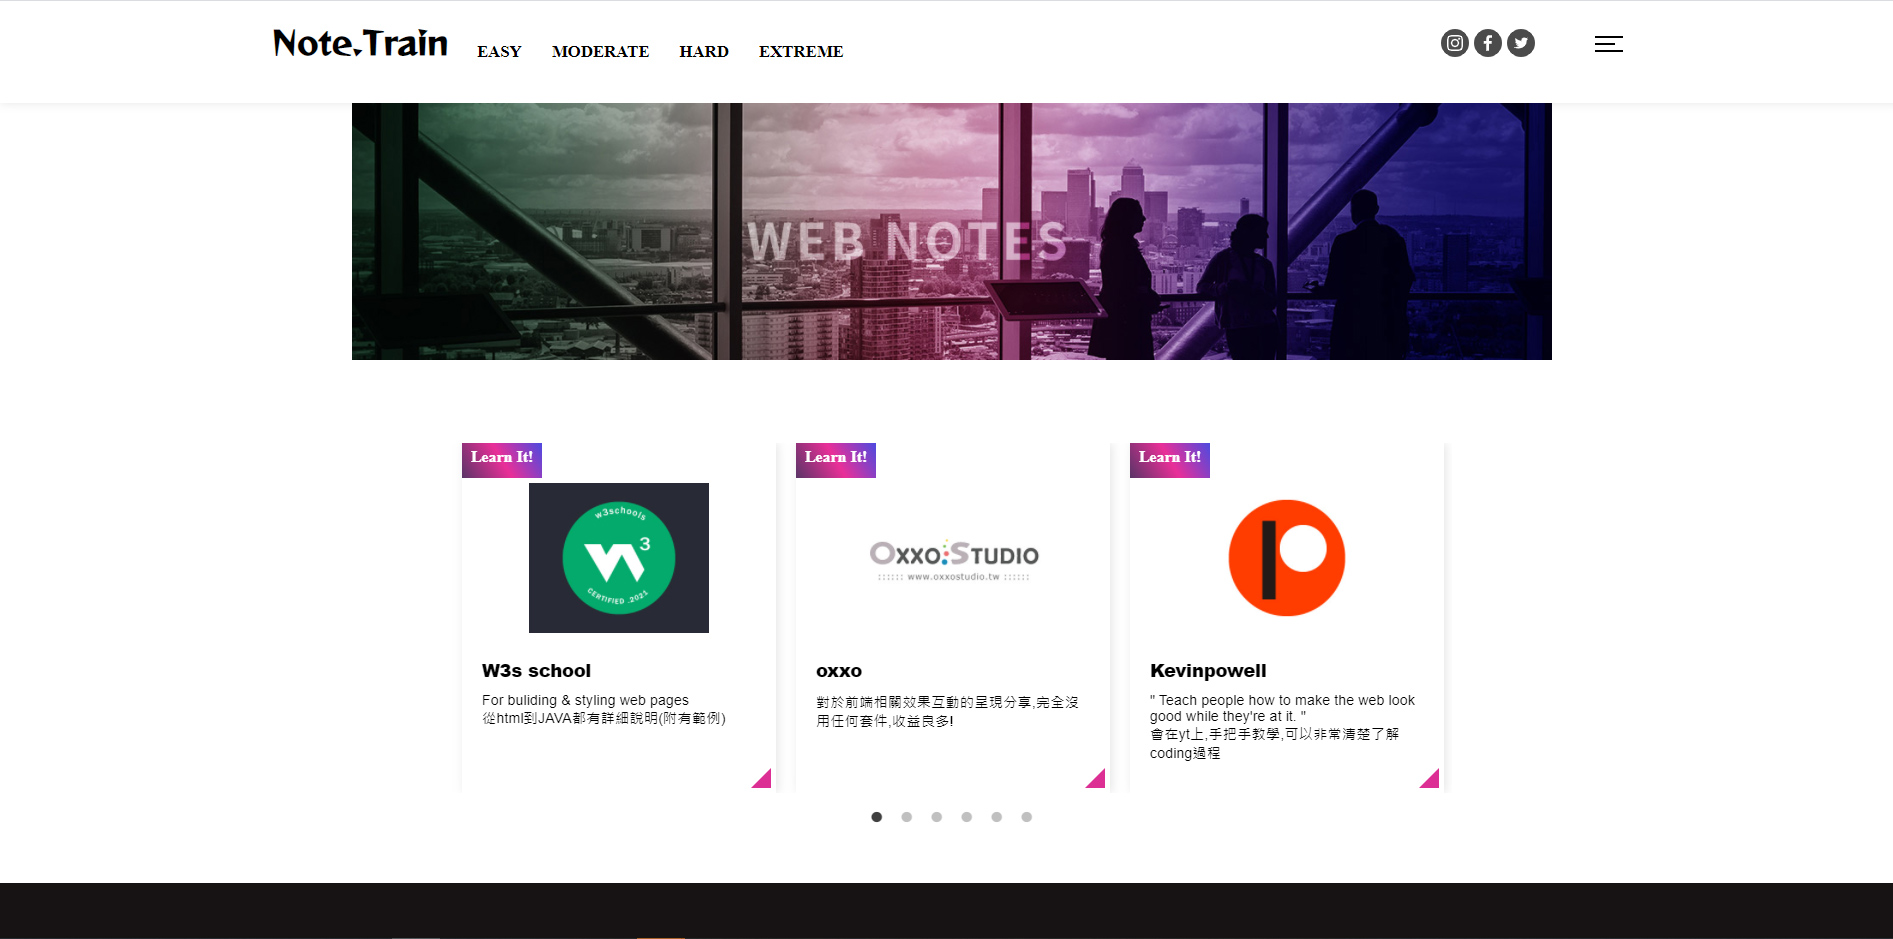 Note.Train
EASY
MODERATE
HARD
EXTREME
WEB NOTES
Learn It!
w3schools
3
CERTIFIED .2021
W3s school
For buliding & styling web pages
從html到JAVA都有詳細說明(附有範例)
Learn It!
OXXO.STUDIO
:::::: www.oxxostudio.tw ::::::
oxxo
對於前端相關效果互動的呈現分享,完全沒
用任何套件,收益良多!
Learn It!
Kevinpowell
" Teach people how to make the web look
good while they're at it. "
會在yt上,手把手教學,可以非常清楚了解
coding過程